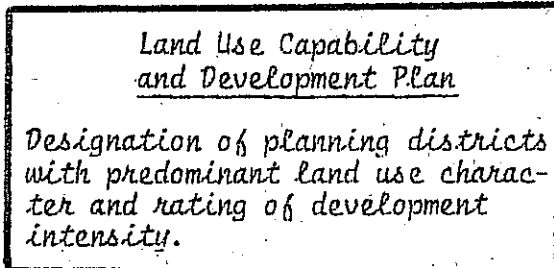 Land Use Capability
and Development Plan
Designation of planning districts
with predominant land use charac-
ter and rating of development
intensity.